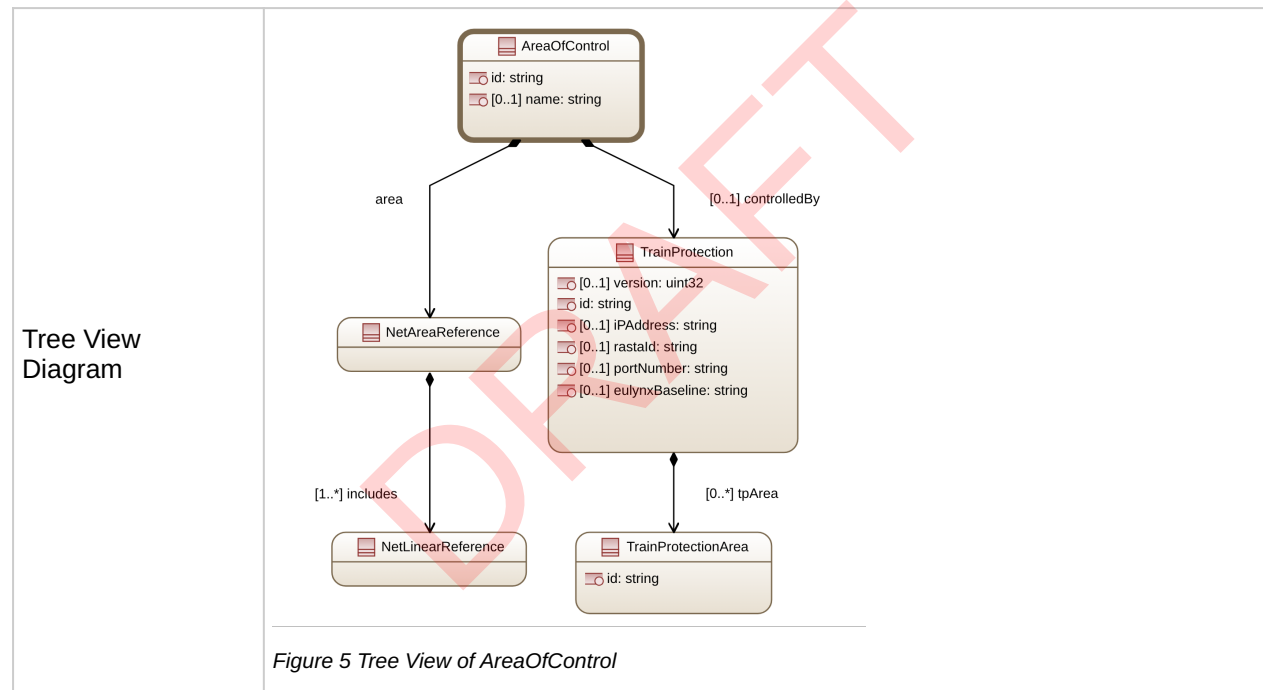 Tree View
Diagram
AreaOfControl
id: string
[0..1] name: string
area
[0..1] controlledBy
TrainProtection
[0..1] version: uint32
id: string
[0..1] iPAddress: string
[0..1] rastaId: string
[0..1] portNumber: string
[0..1] eulynxBaseline: string
NetAreaReference
[1..*] includes
[0..*] tpArea
NetLinearReference
TrainProtectionArea
id: string
DRAFT
Figure 5 Tree View of AreaOfControl